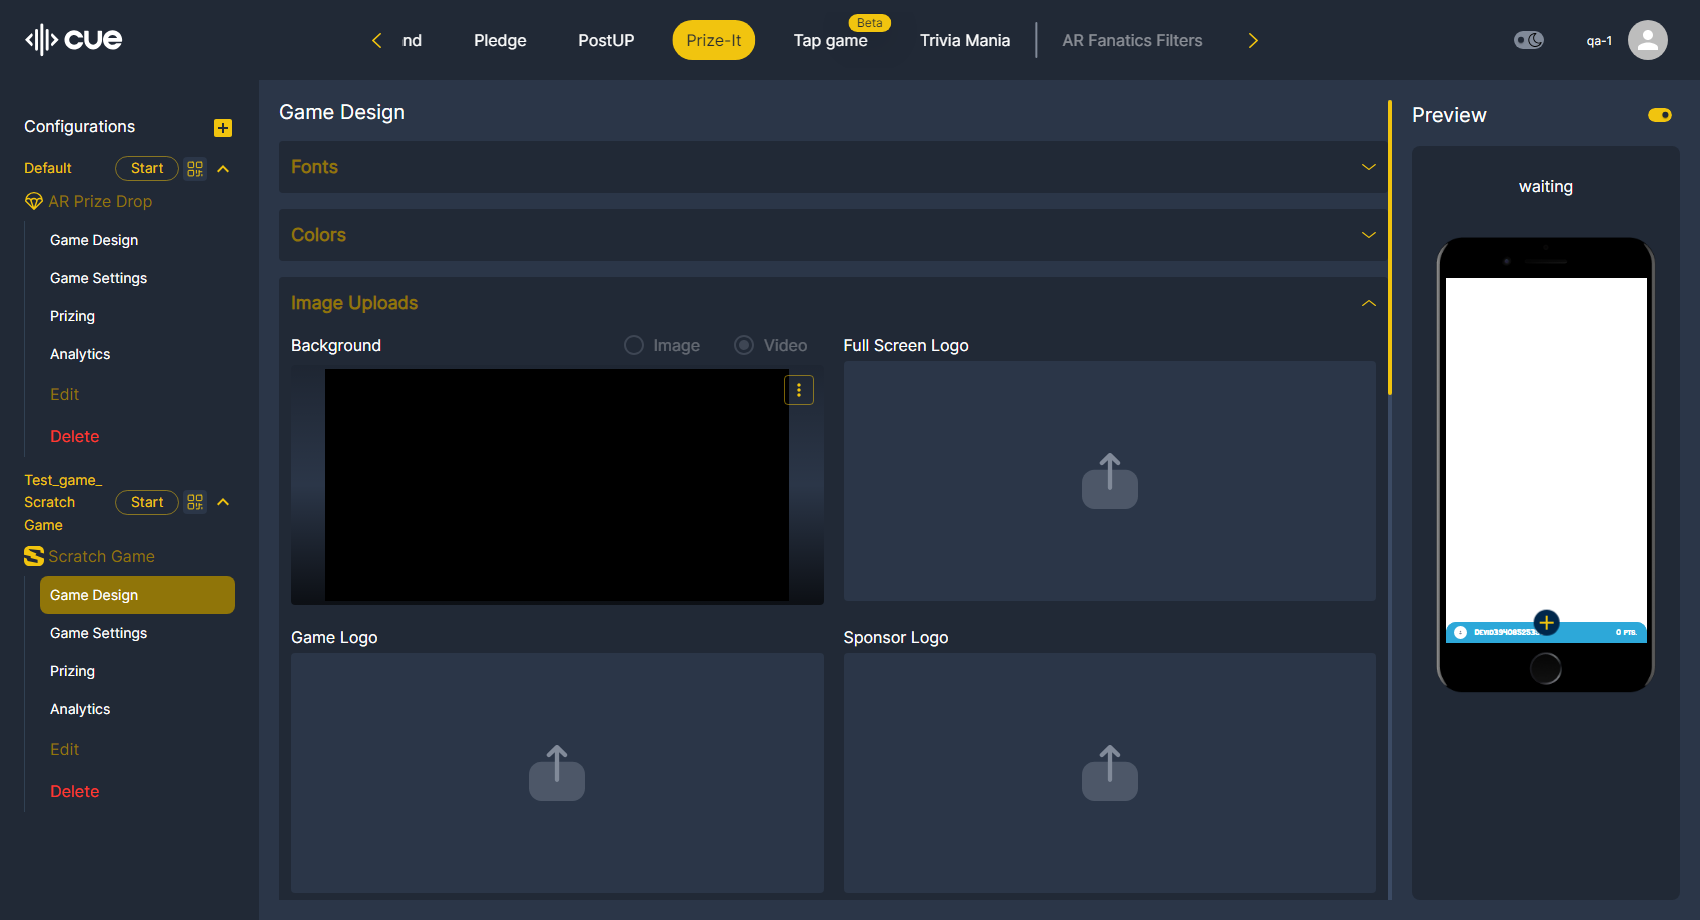 cue
nd
Pledge
PostUP
Prize-It
Beta
Tap game
Trivia Mania
AR Fanatics Filters
qa-1
Configurations
Default
Start
AR Prize Drop
Game Design
Game Settings
Prizing
Analytics
Edit
Delete
Test_game_
Scratch
Game
Start
Scratch Game
Game Design
Game Settings
Prizing
Analytics
Edit
Delete
Game Design
Fonts
Colors
Image Uploads
Background
Image
Video
Full Screen Logo
Game Logo
Sponsor Logo
Preview
waiting
0 PTS.